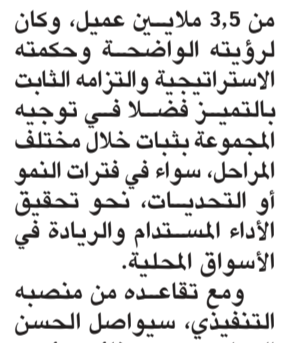 من 3,5 ملايين عميل، وكان
لرؤيته الواضحة وحكمته
الاستراتيجية والتزامه الثابت
بالتميز فضلا في توجيه
المجموعة بثبات خلال مختلف
المراحل، سواء في فترات النمو
أو التحديات، نحو تحقيق
الأداء المستدام والريادة في
الأسواق المحلية.
ومع تقاعده من منصبه
التنفيذي، سيواصل الحسن